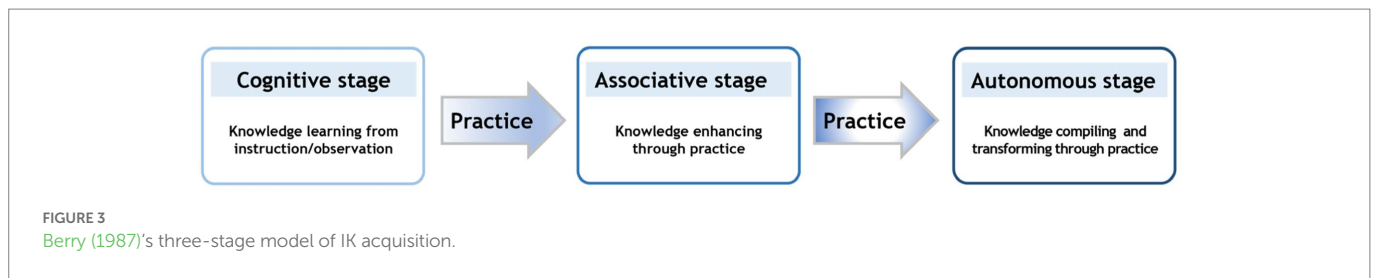 Cognitive stage
Knowledge learning from
instruction/observation
Practice
Associative stage
Knowledge enhancing
through practice
Practice
Autonomous stage
Knowledge compiling and
transforming through practice
FIGURE 3
Berry (1987)'s three-stage model of IK acquisition.